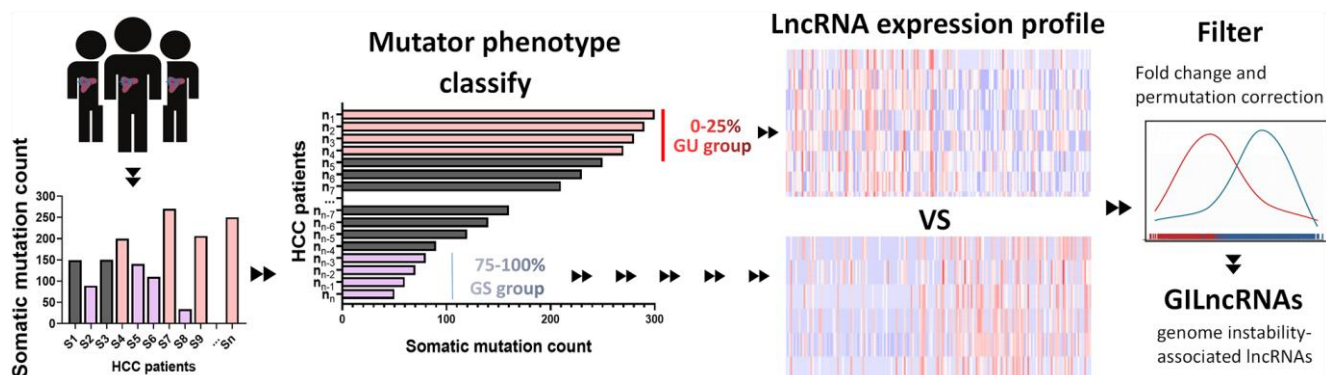 Somatic mutation count
300
250
200
150
100
50
0
S1
S2
S3
S4
S5
S6
S7
S8
S9
...
Sn
HCC patients
Mutator phenotype
classify
HCC patients
n1
n2
n3
n4
n5
n6
n7
...
nn-7
nn-6
nn-5
nn-4
nn-3
nn-2
nn-1
nn
0-25%
GU group
75-100%
GS group
0
100
200
300
Somatic mutation count
LncRNA expression profile
VS
Filter
Fold change and
permutation correction
GILncRNAs
genome instability-
associated lncRNAs